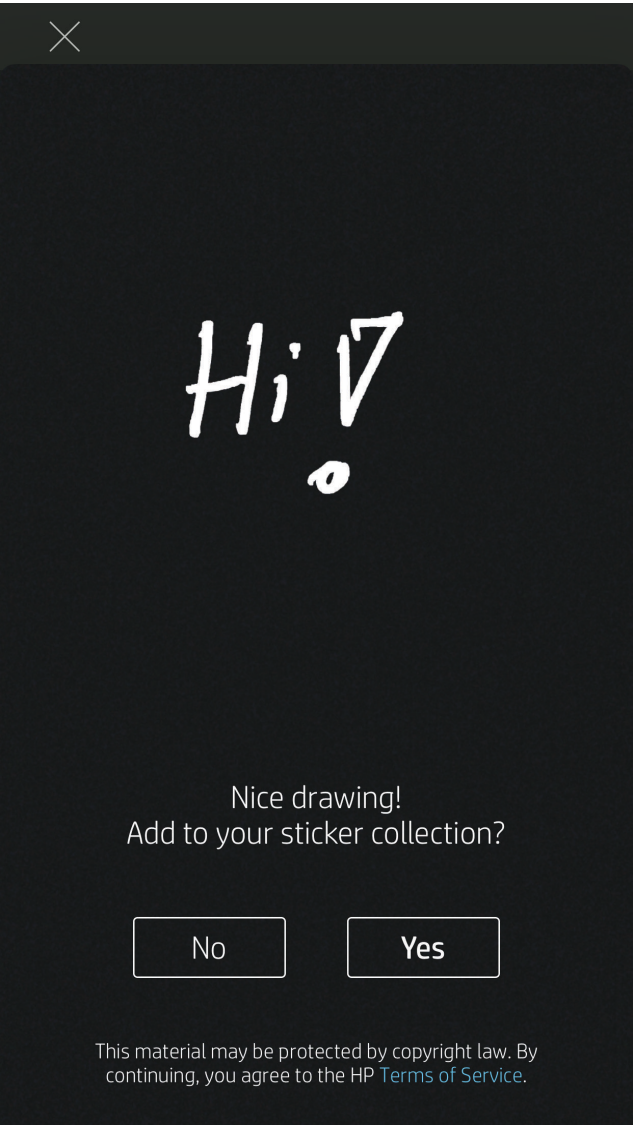 Hi!
Nice drawing!
Add to your sticker collection?
No
Yes
This material may be protected by copyright law. By
continuing, you agree to the HP Terms of Service.